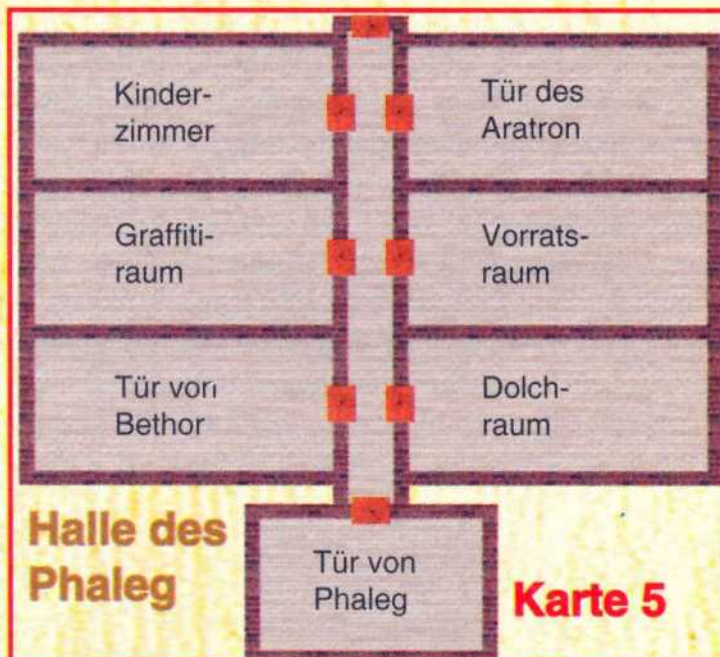 Kinder-
zimmer
Tür des
Aratron
Graffiti-
raum
Vorrats-
raum
Tür von
Bethor
Dolch-
raum
Halle des
Phaleg
Tür von
Phaleg
Karte 5